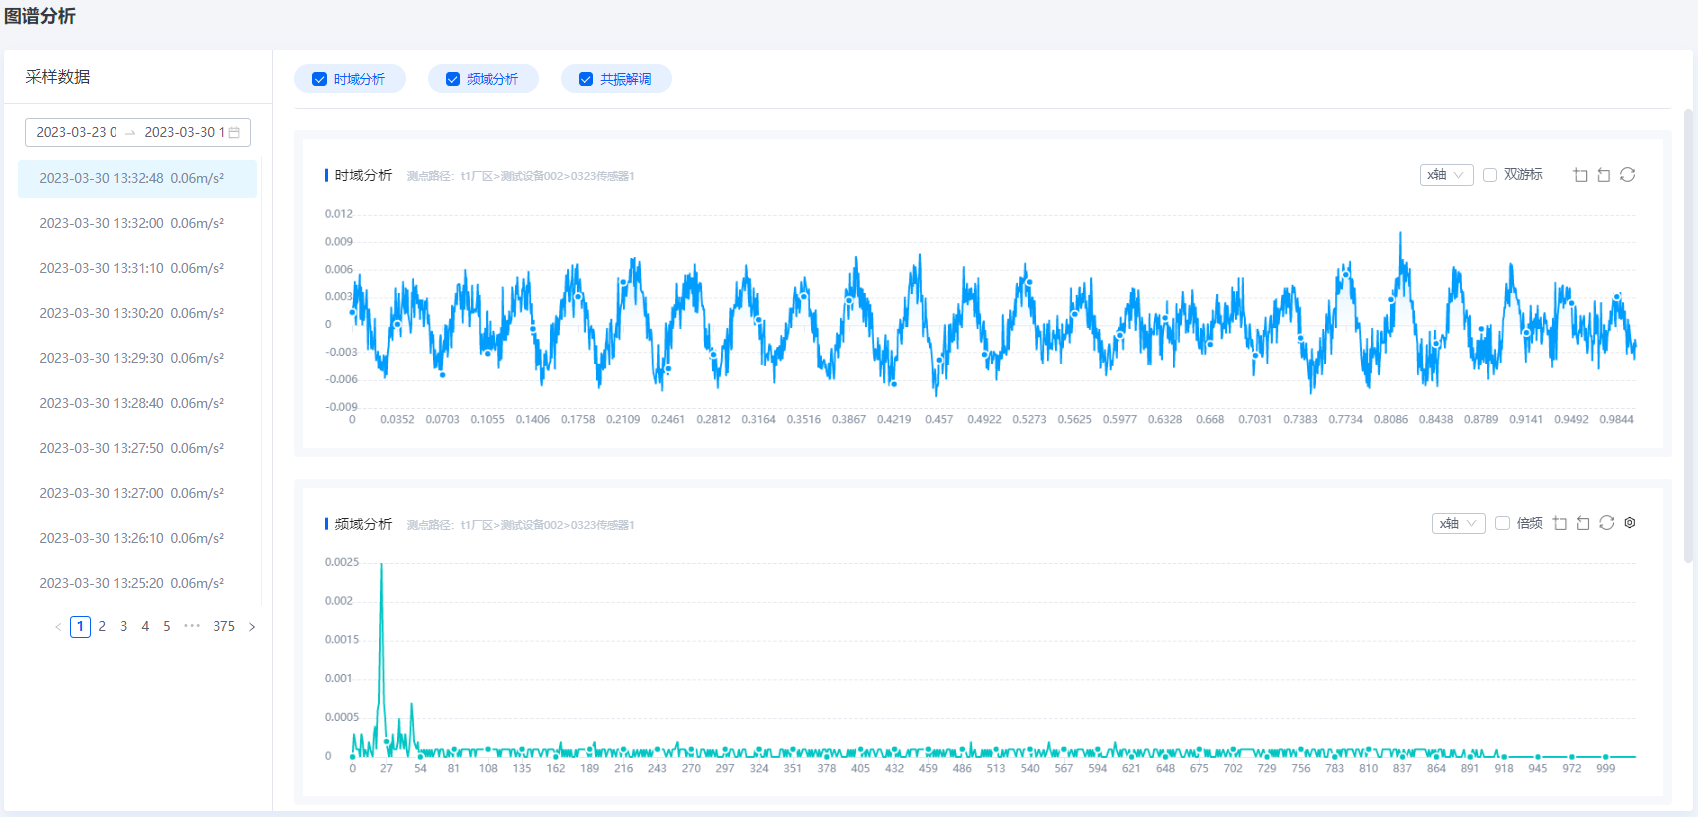 图谱分析
采样数据
2023-03-23 0 → 2023-03-30 1
2023-03-30 13:32:48 0.06m/s²
2023-03-30 13:32:00 0.06m/s²
2023-03-30 13:31:10 0.06m/s²
2023-03-30 13:30:20 0.06m/s²
2023-03-30 13:29:30 0.06m/s²
2023-03-30 13:28:40 0.06m/s²
2023-03-30 13:27:50 0.06m/s²
2023-03-30 13:27:00 0.06m/s²
2023-03-30 13:26:10 0.06m/s²
2023-03-30 13:25:20 0.06m/s²
< 1 2 3 4 5 ••• 375 >
时域分析 频域分析 共振解调
时域分析 测点路径: t1厂区>测试设备002>0323传感器1 x轴 双游标
0.012
0.009
0.006
0.003
0
-0.003
-0.006
-0.009
0 0.0352 0.0703 0.1055 0.1406 0.1758 0.2109 0.2461 0.2812 0.3164 0.3516 0.3867 0.4219 0.457 0.4922 0.5273 0.5625 0.5977 0.6328 0.668 0.7031 0.7383 0.7734 0.8086 0.8438 0.8789 0.9141 0.9492 0.9844
频域分析 测点路径: t1厂区>测试设备002>0323传感器1 x轴 倍频
0.0025
0.002
0.0015
0.001
0.0005
0
0 27 54 81 108 135 162 189 216 243 270 297 324 351 378 405 432 459 486 513 540 567 594 621 648 675 702 729 756 783 810 837 864 891 918 945 972 999